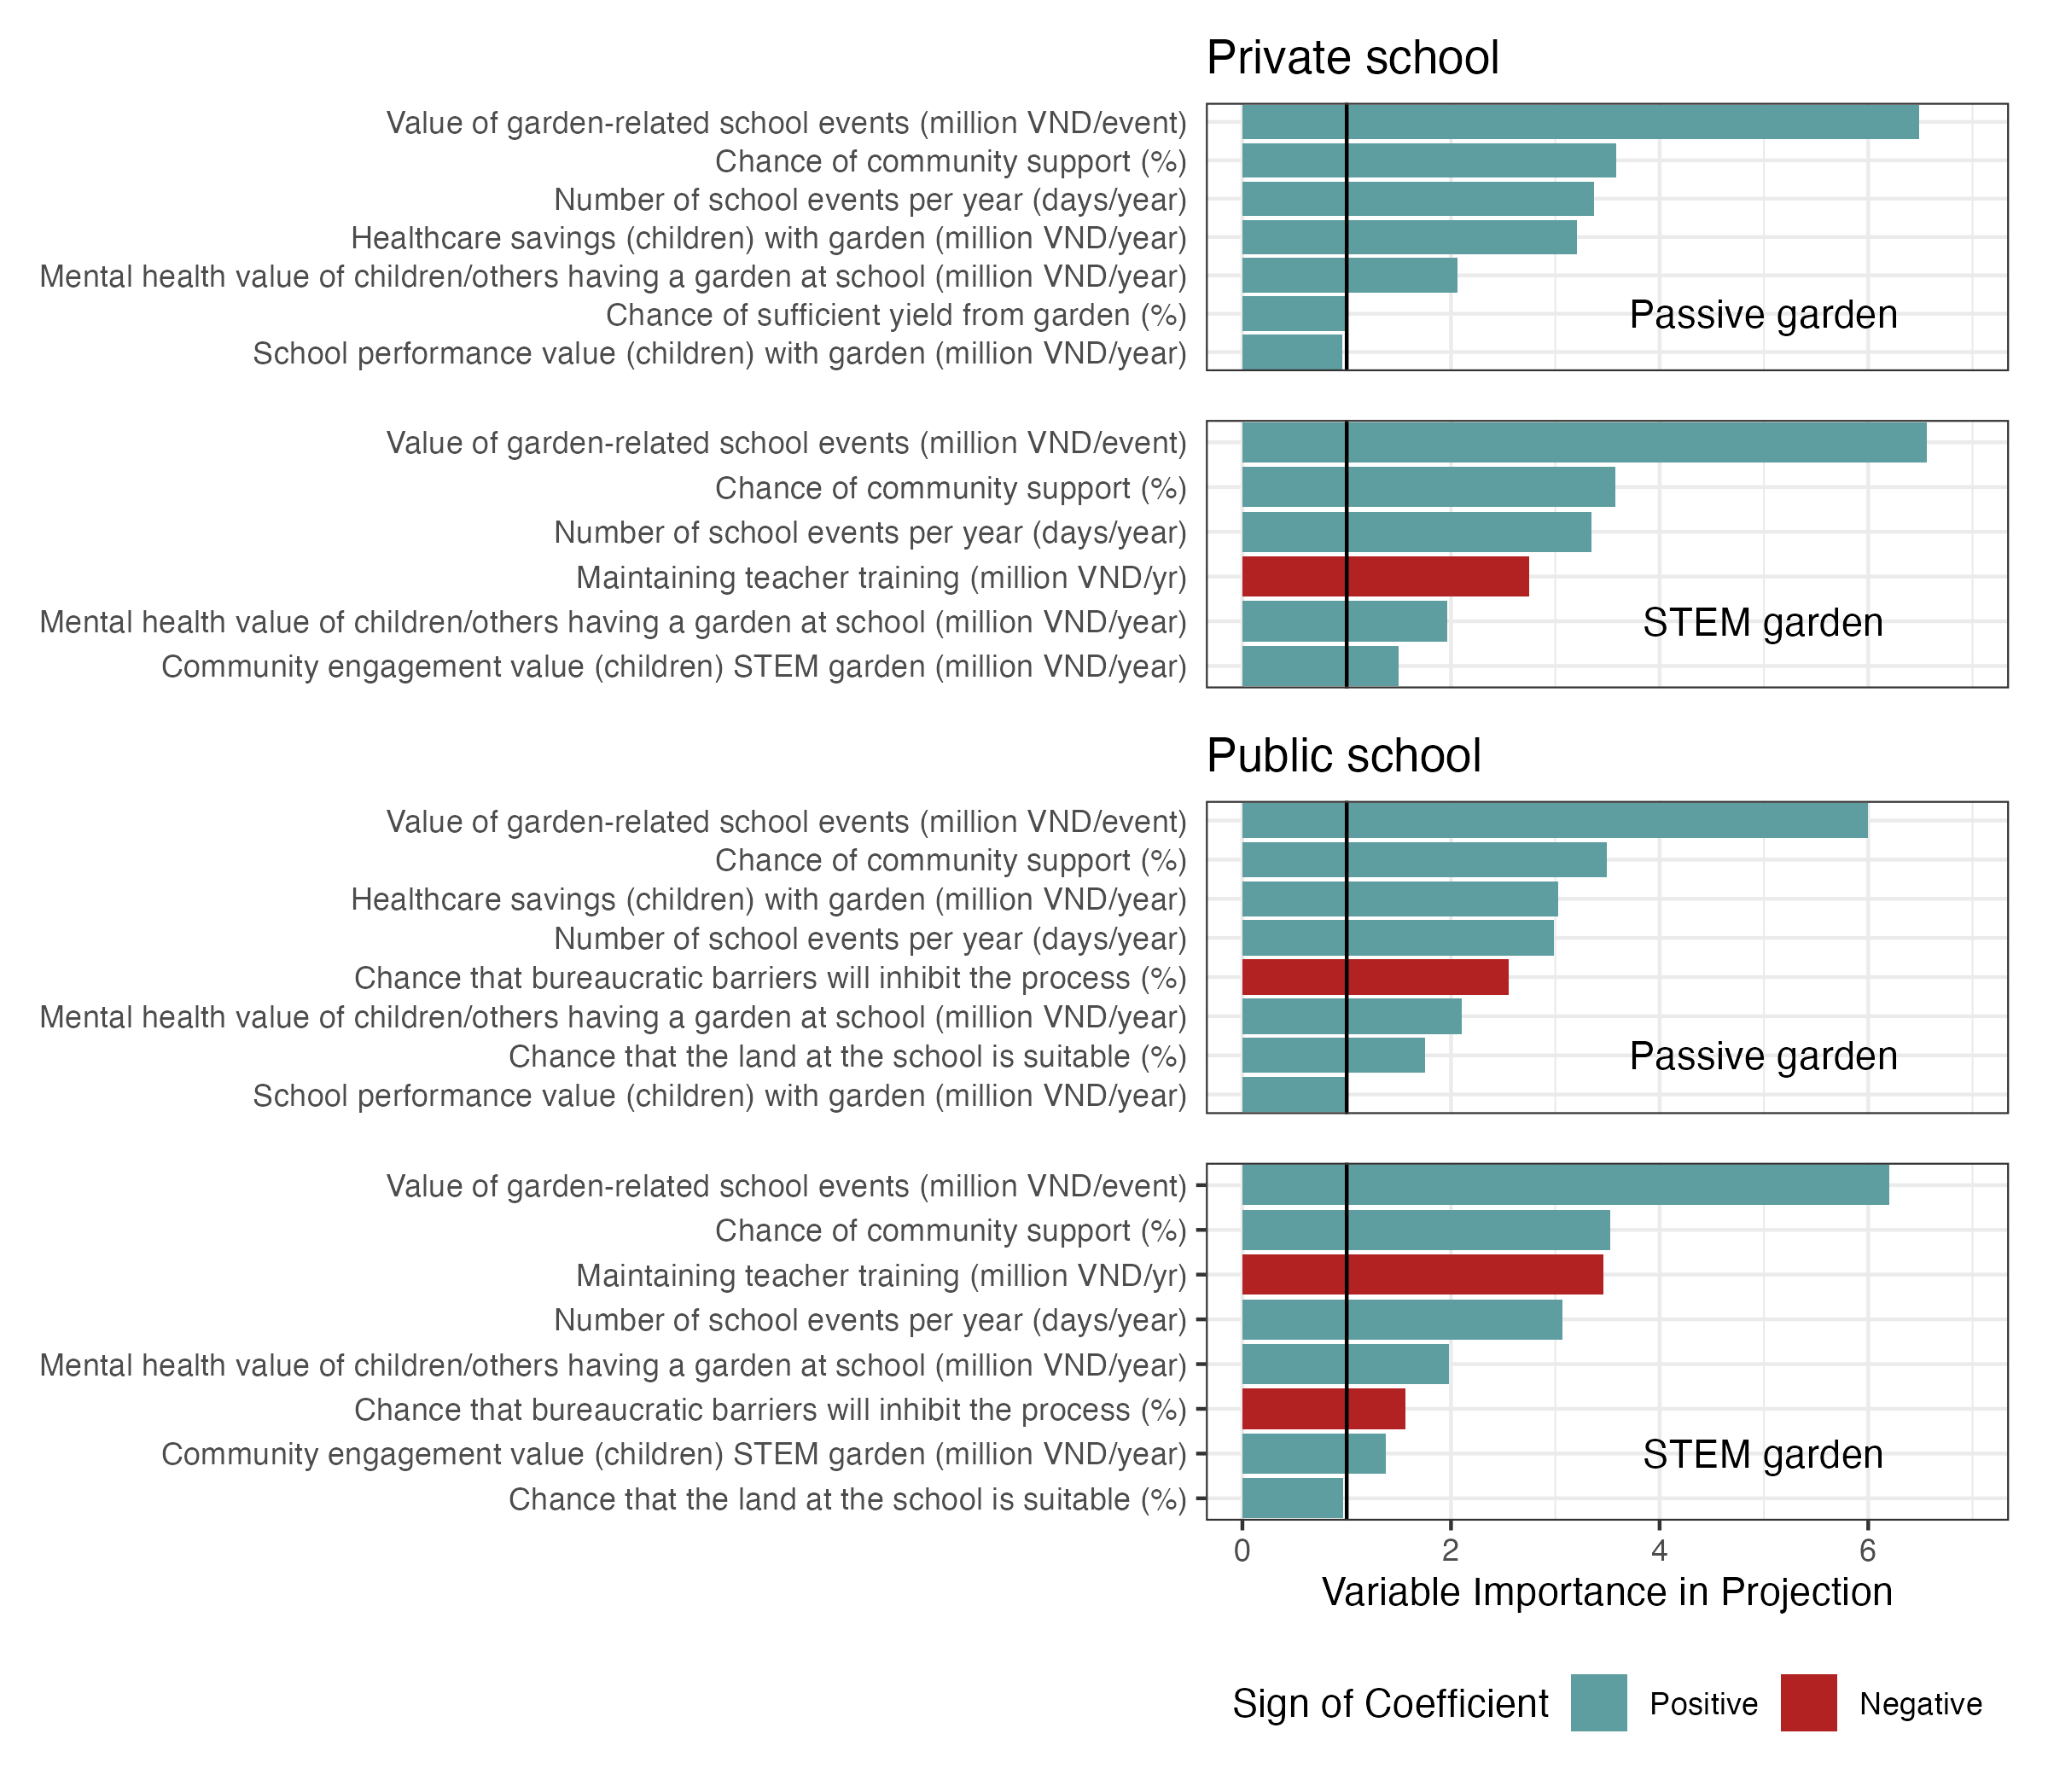 Private school
Value of garden-related school events (million VND/event)
Chance of community support (%)
Number of school events per year (days/year)
Healthcare savings (children) with garden (million VND/year)
Mental health value of children/others having a garden at school (million VND/year)
Chance of sufficient yield from garden (%)
School performance value (children) with garden (million VND/year)
Passive garden
Value of garden-related school events (million VND/event)
Chance of community support (%)
Number of school events per year (days/year)
Maintaining teacher training (million VND/yr)
Mental health value of children/others having a garden at school (million VND/year)
Community engagement value (children) STEM garden (million VND/year)
STEM garden
Public school
Value of garden-related school events (million VND/event)
Chance of community support (%)
Healthcare savings (children) with garden (million VND/year)
Number of school events per year (days/year)
Chance that bureaucratic barriers will inhibit the process (%)
Mental health value of children/others having a garden at school (million VND/year)
Chance that the land at the school is suitable (%)
School performance value (children) with garden (million VND/year)
Passive garden
Value of garden-related school events (million VND/event)
Chance of community support (%)
Maintaining teacher training (million VND/yr)
Number of school events per year (days/year)
Mental health value of children/others having a garden at school (million VND/year)
Chance that bureaucratic barriers will inhibit the process (%)
Community engagement value (children) STEM garden (million VND/year)
Chance that the land at the school is suitable (%)
STEM garden
0 2 4 6
Variable Importance in Projection
Sign of Coefficient Positive Negative